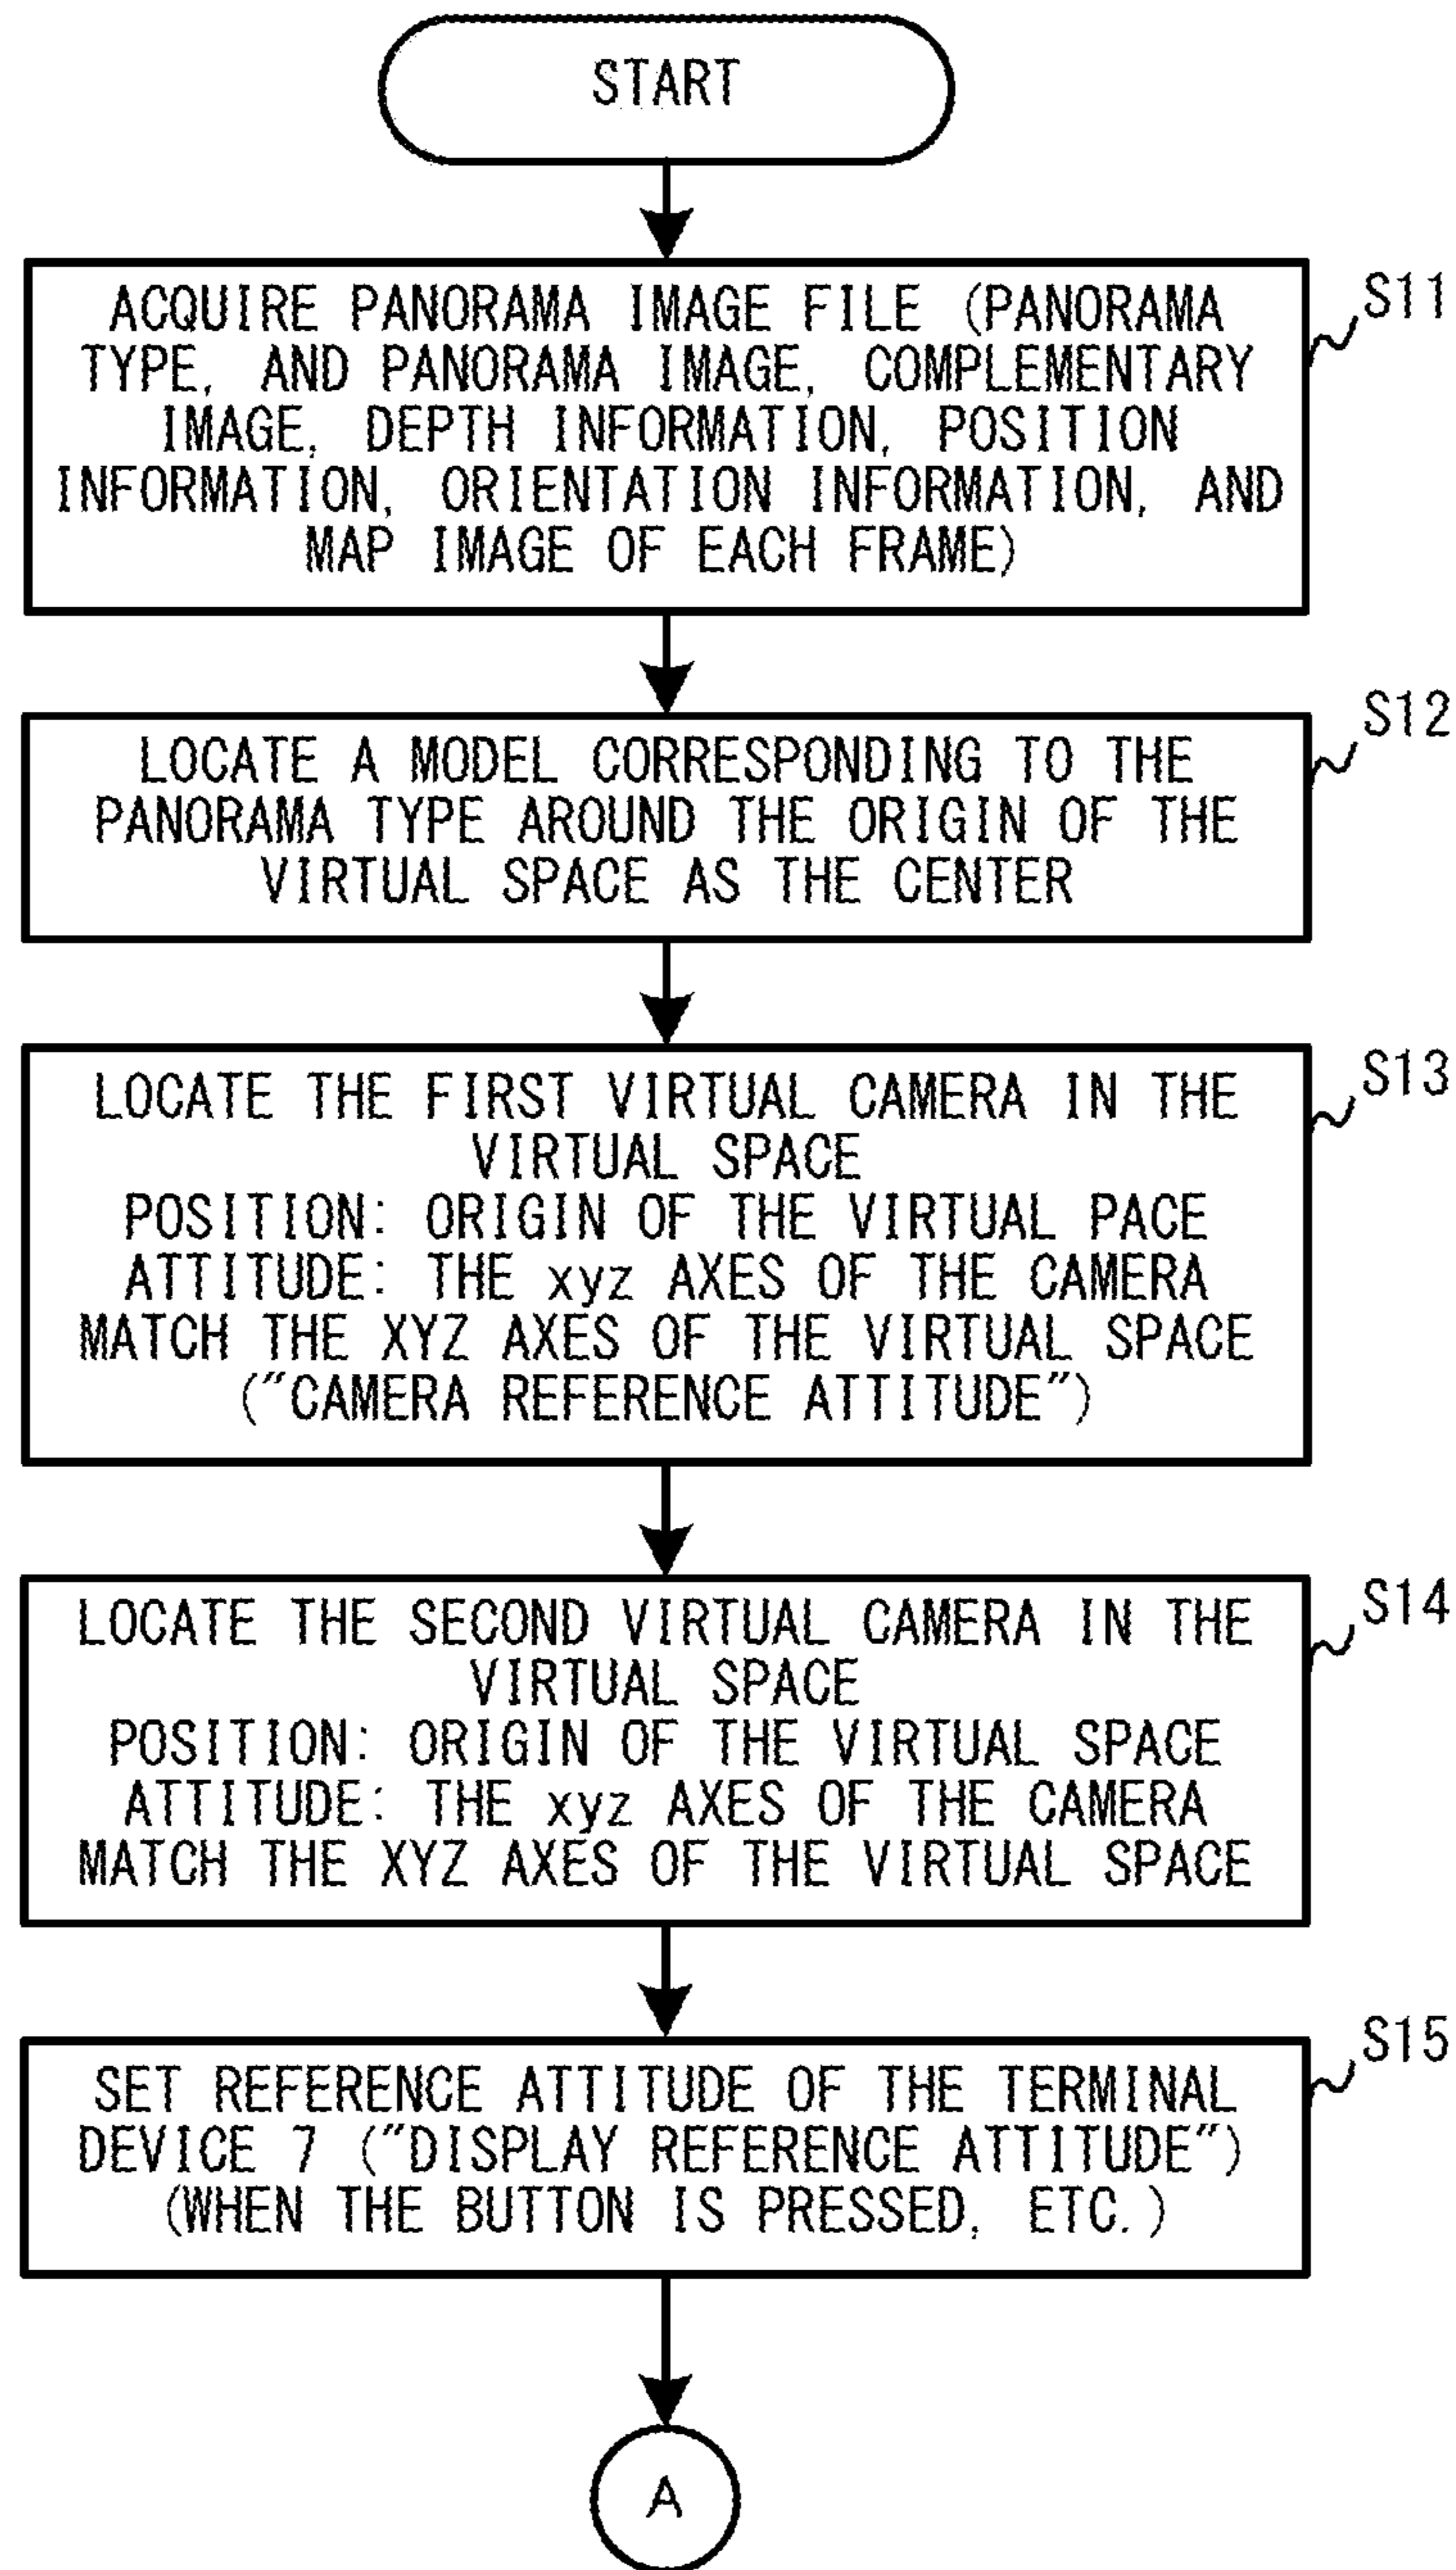 START
S11
ACQUIRE PANORAMA IMAGE FILE (PANORAMA
TYPE, AND PANORAMA IMAGE, COMPLEMENTARY
IMAGE, DEPTH INFORMATION, POSITION
INFORMATION, ORIENTATION INFORMATION, AND
MAP IMAGE OF EACH FRAME)
S12
LOCATE A MODEL CORRESPONDING TO THE
PANORAMA TYPE AROUND THE ORIGIN OF THE
VIRTUAL SPACE AS THE CENTER
S13
LOCATE THE FIRST VIRTUAL CAMERA IN THE
VIRTUAL SPACE
POSITION: ORIGIN OF THE VIRTUAL PACE
ATTITUDE: THE xyz AXES OF THE CAMERA
MATCH THE XYZ AXES OF THE VIRTUAL SPACE
("CAMERA REFERENCE ATTITUDE")
S14
LOCATE THE SECOND VIRTUAL CAMERA IN THE
VIRTUAL SPACE
POSITION: ORIGIN OF THE VIRTUAL SPACE
ATTITUDE: THE xyz AXES OF THE CAMERA
MATCH THE XYZ AXES OF THE VIRTUAL SPACE
S15
SET REFERENCE ATTITUDE OF THE TERMINAL
DEVICE 7 ("DISPLAY REFERENCE ATTITUDE")
(WHEN THE BUTTON IS PRESSED, ETC.)
A